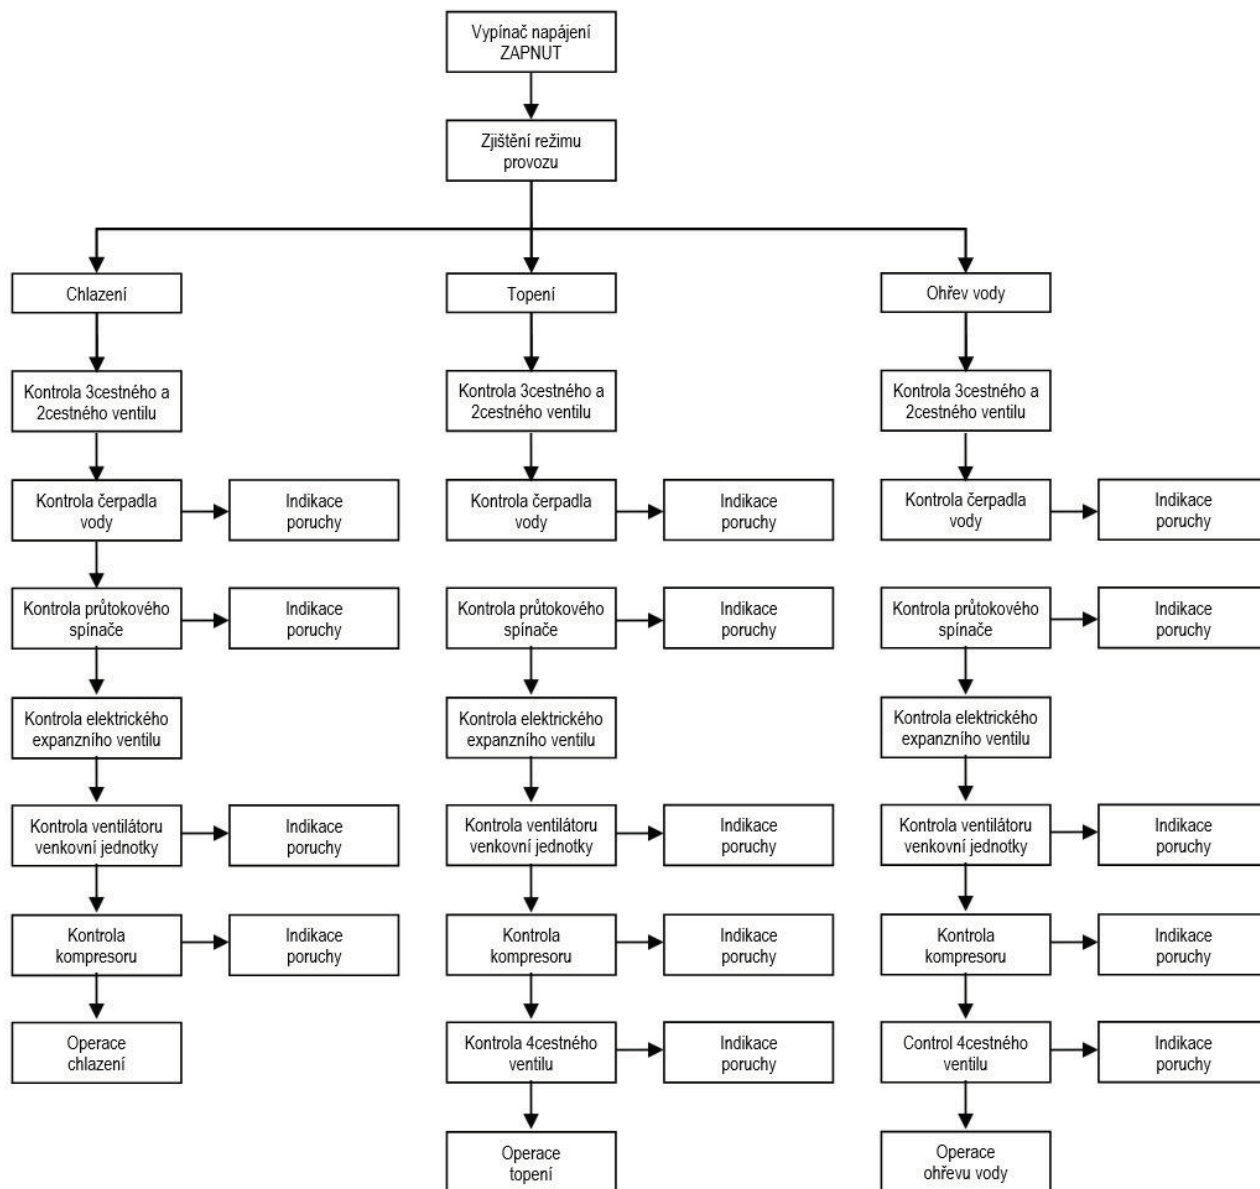 Vypínač napájení
ZAPNUT
Zjištění režimu
provozu
Chlazení
Topení
Ohřev vody
Kontrola 3cestného a
2cestného ventilu
Kontrola 3cestného a
2cestného ventilu
Kontrola 3cestného a
2cestného ventilu
Kontrola čerpadla
vody
Indikace
poruchy
Kontrola čerpadla
vody
Indikace
poruchy
Kontrola čerpadla
vody
Indikace
poruchy
Kontrola průtokového
spínače
Indikace
poruchy
Kontrola průtokového
spínače
Indikace
poruchy
Kontrola průtokového
spínače
Indikace
poruchy
Kontrola elektrického
expanzního ventilu
Kontrola elektrického
expanzního ventilu
Kontrola elektrického
expanzního ventilu
Kontrola ventilátoru
venkovní jednotky
Indikace
poruchy
Kontrola ventilátoru
venkovní jednotky
Indikace
poruchy
Kontrola ventilátoru
venkovní jednotky
Indikace
poruchy
Kontrola
kompresoru
Indikace
poruchy
Kontrola
kompresoru
Indikace
poruchy
Kontrola
kompresoru
Indikace
poruchy
Operace
chlazení
Kontrola 4cestného
ventilu
Indikace
poruchy
Control 4cestného
ventilu
Indikace
poruchy
Operace
topení
Operace
ohřevu vody